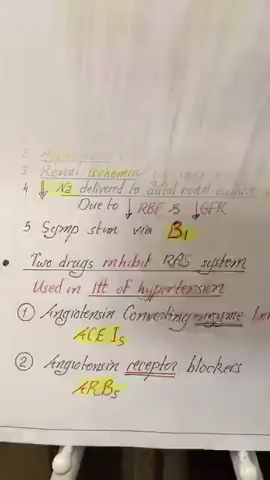 2
3 Renal ischemia
4 ↓ Na delivered to distal renal
Due to ↓ RBF & ↓ GFR
5 Symp stim via B1
• Two drugs inhibit RAS system
Used in ttt of hypertension
① Angiotensin Converting enzyme
ACE Is
② Angiotensin receptor blockers
ARBs